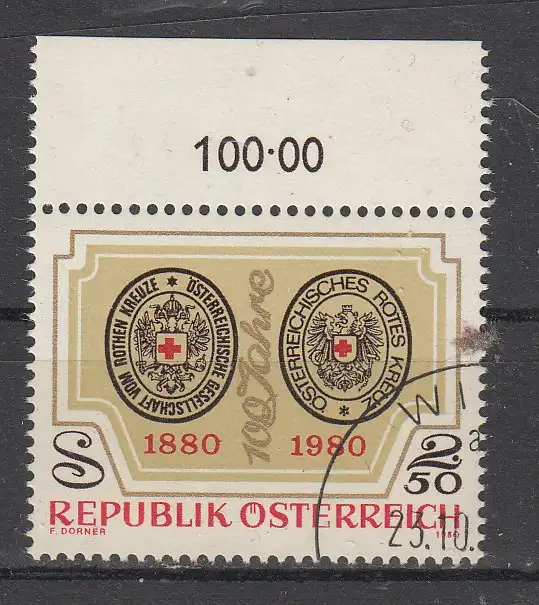 100·00
ÖSTERREICHISCHE GESELLSCHAFT VOM ROTHEN KREUZE *
ÖSTERREICHISCHES ROTES KREUZ *
100 Jahre
1880 1980
S 2 50
REPUBLIK ÖSTERREICH
F. DORNER 1980
WI
a
23.10.